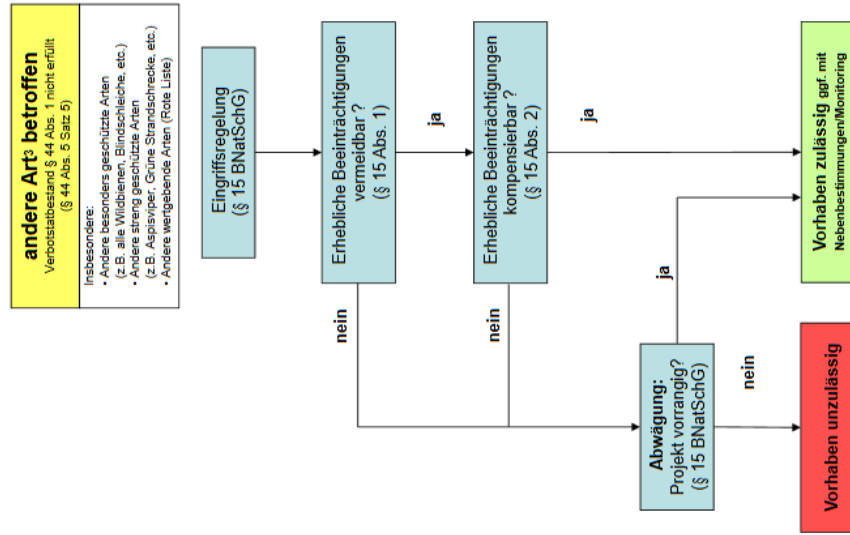 andere Art³ betroffen
Verbotstatbestand § 44 Abs. 1 nicht erfüllt
(§ 44 Abs. 5 Satz 5)
Insbesondere:
• Andere besonders geschützte Arten
(z.B. alle Wildbienen, Blindschleiche, etc.)
• Andere streng geschützte Arten
(z.B. Aspisviper, Grüne Strandschrecke, etc.)
• Andere wertgebende Arten (Rote Liste)
Eingriffsregelung
(§ 15 BNatSchG)
Erhebliche Beeinträchtigungen
vermeidbar ?
(§ 15 Abs. 1)
nein
ja
Erhebliche Beeinträchtigungen
kompensierbar ?
(§ 15 Abs. 2)
nein
ja
Abwägung:
Projekt vorrangig?
(§ 15 BNatSchG)
ja
nein
Vorhaben unzulässig
Vorhaben zulässig ggf. mit
Nebenbestimmungen/Monitoring